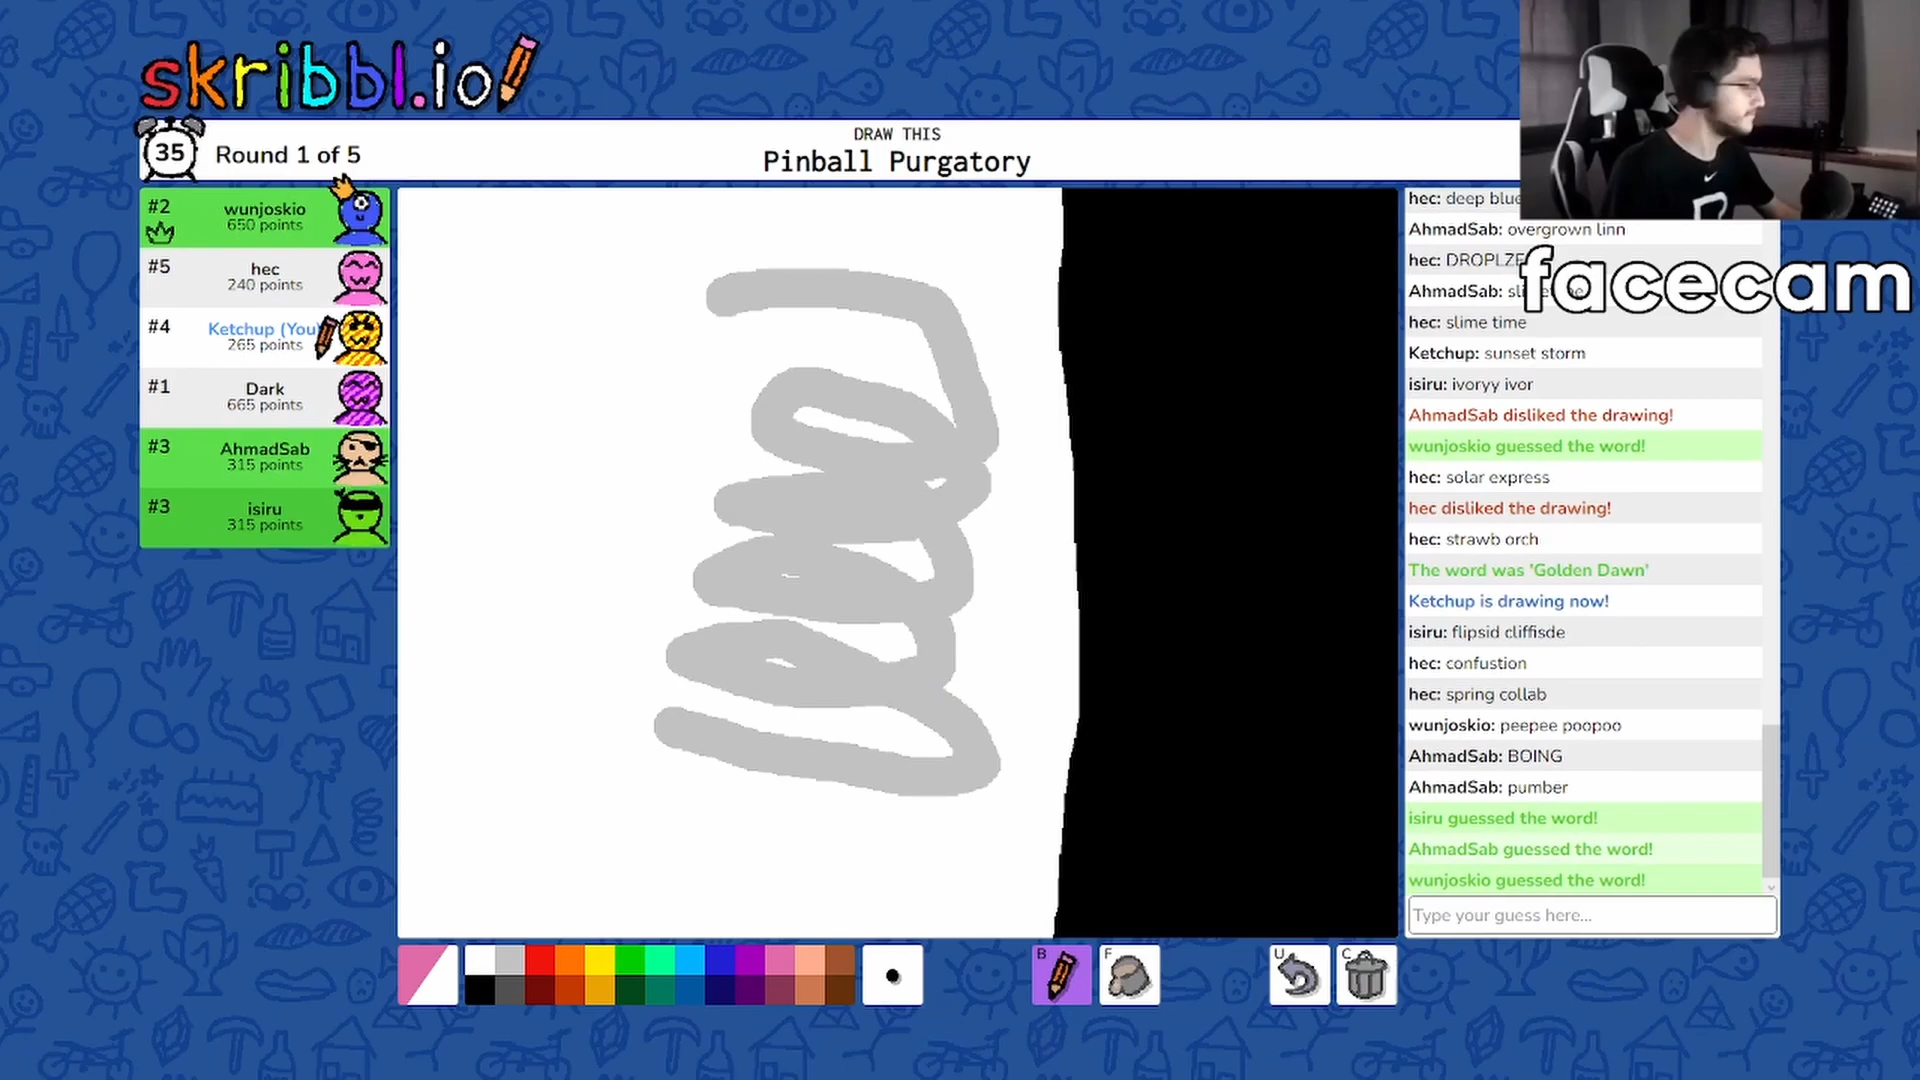 skribbl.io
35
Round 1 of 5
DRAW THIS
Pinball Purgatory
#2
wunjoskio
650 points
#5
hec
240 points
#4
Ketchup (You)
265 points
#1
Dark
665 points
#3
AhmadSab
315 points
#3
isiru
315 points
facecam
hec: deep blue
AhmadSab: overgrown linn
hec: DROPLZE
AhmadSab:
hec: slime time
Ketchup: sunset storm
isiru: ivoryy ivor
AhmadSab disliked the drawing!
wunjoskio guessed the word!
hec: solar express
hec disliked the drawing!
hec: strawb orch
The word was 'Golden Dawn'
Ketchup is drawing now!
isiru: flipsid cliffisde
hec: confustion
hec: spring collab
wunjoskio: peepee poopoo
AhmadSab: BOING
AhmadSab: pumber
isiru guessed the word!
AhmadSab guessed the word!
wunjoskio guessed the word!
Type your guess here...
B
F
U
C